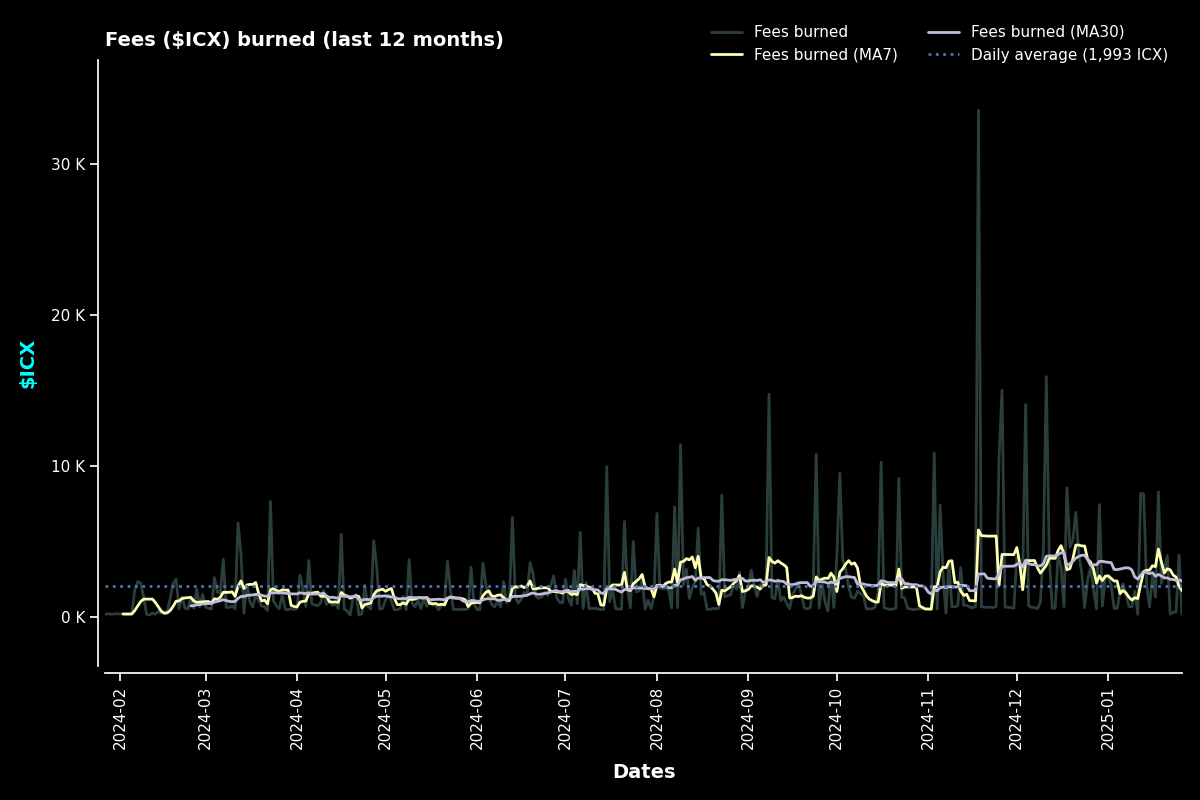 Fees ($ICX) burned (last 12 months)
Fees burned
Fees burned (MA7)
Fees burned (MA30)
Daily average (1,993 ICX)
$ICX
30 K
20 K
10 K
0 K
2024-02
2024-03
2024-04
2024-05
2024-06
2024-07
2024-08
2024-09
2024-10
2024-11
2024-12
2025-01
Dates